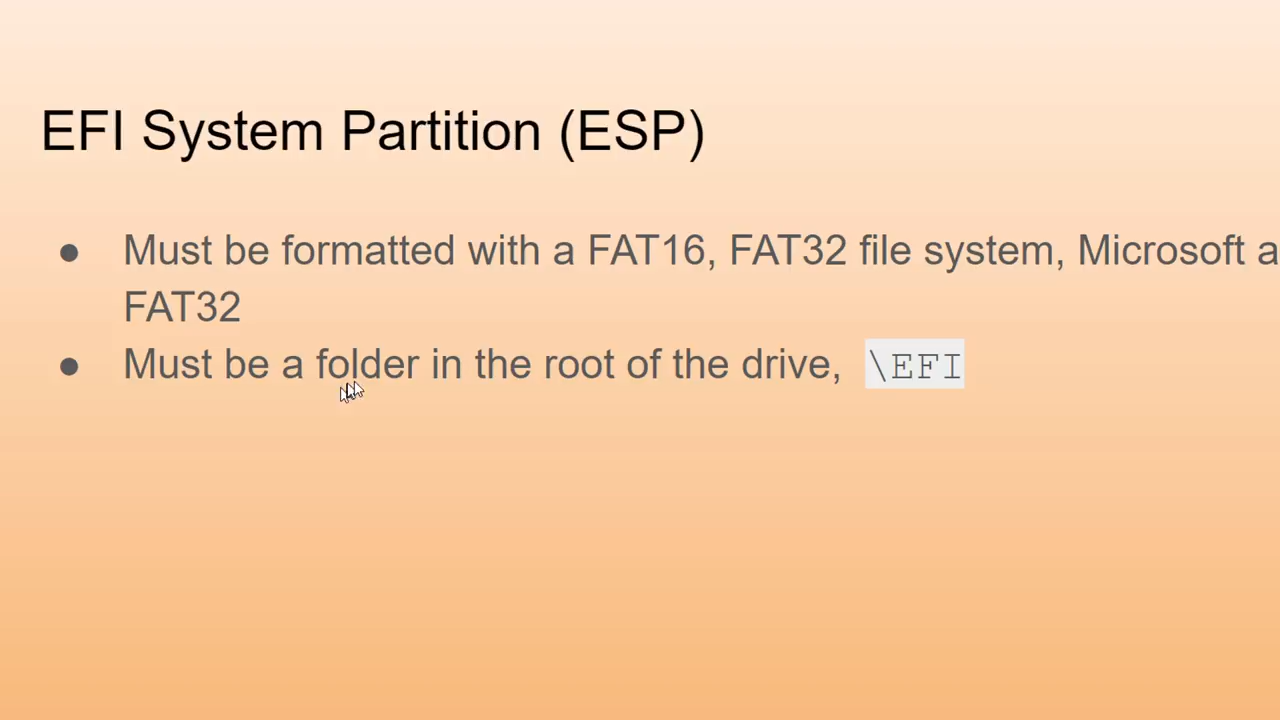 EFI System Partition (ESP)
● Must be formatted with a FAT16, FAT32 file system, Microsoft
FAT32
● Must be a folder in the root of the drive, \EFI